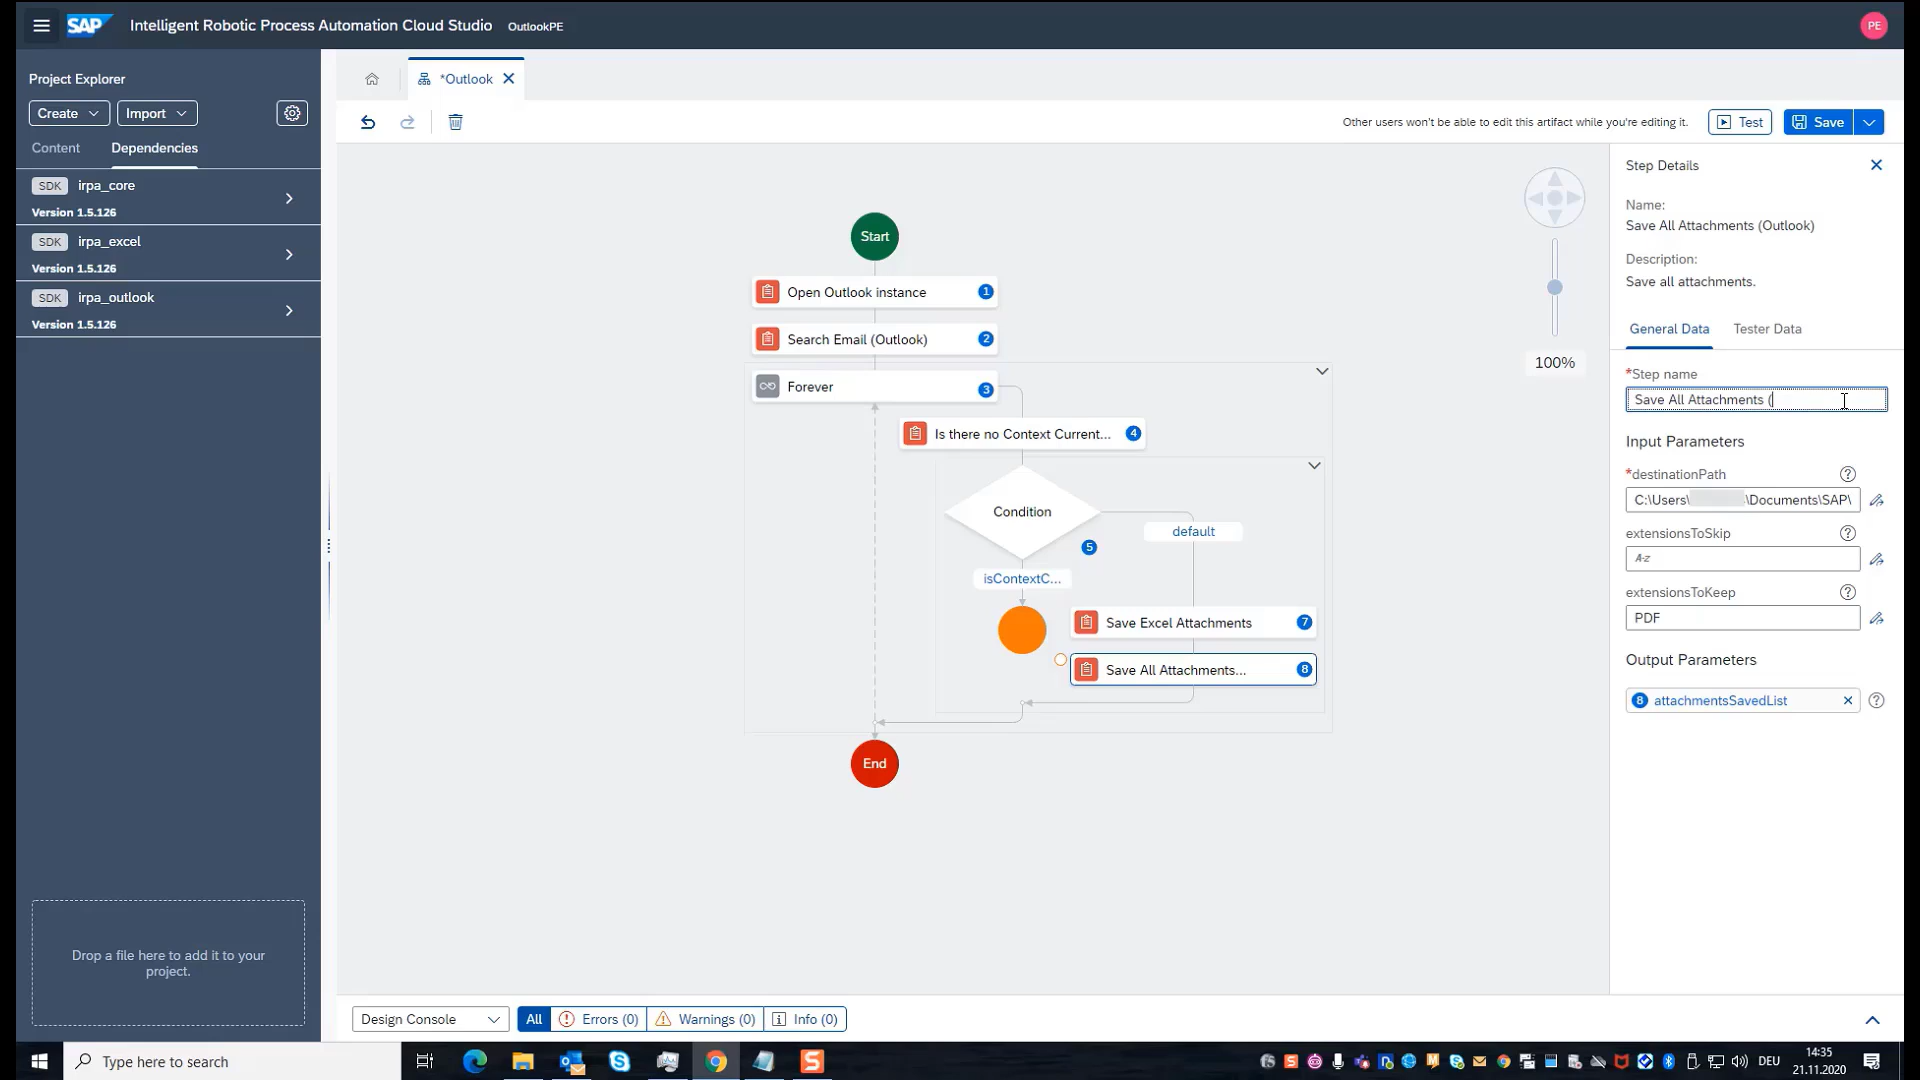 SAP Intelligent Robotic Process Automation Cloud Studio OutlookPE
PE
Project Explorer
Create
Import
Content
Dependencies
SDK irpa_core
Version 1.5.126
SDK irpa_excel
Version 1.5.126
SDK irpa_outlook
Version 1.5.126
Drop a file here to add it to your
project.
*Outlook
Other users won't be able to edit this artifact while you're editing it.
Test
Save
Start
Open Outlook instance 1
Search Email (Outlook) 2
Forever 3
Is there no Context Current... 4
Condition
5
default
isContextC...
Save Excel Attachments 7
Save All Attachments... 8
End
100%
Step Details
Name:
Save All Attachments (Outlook)
Description:
Save all attachments.
General Data
Tester Data
*Step name
Save All Attachments (
Input Parameters
*destinationPath ?
C:\Users\ \Documents\SAP\
extensionsToSkip ?
A-z
extensionsToKeep ?
PDF
Output Parameters
8 attachmentsSavedList ?
Design Console
All
Errors (0)
Warnings (0)
Info (0)
Type here to search
DEU
14:35
21.11.2020